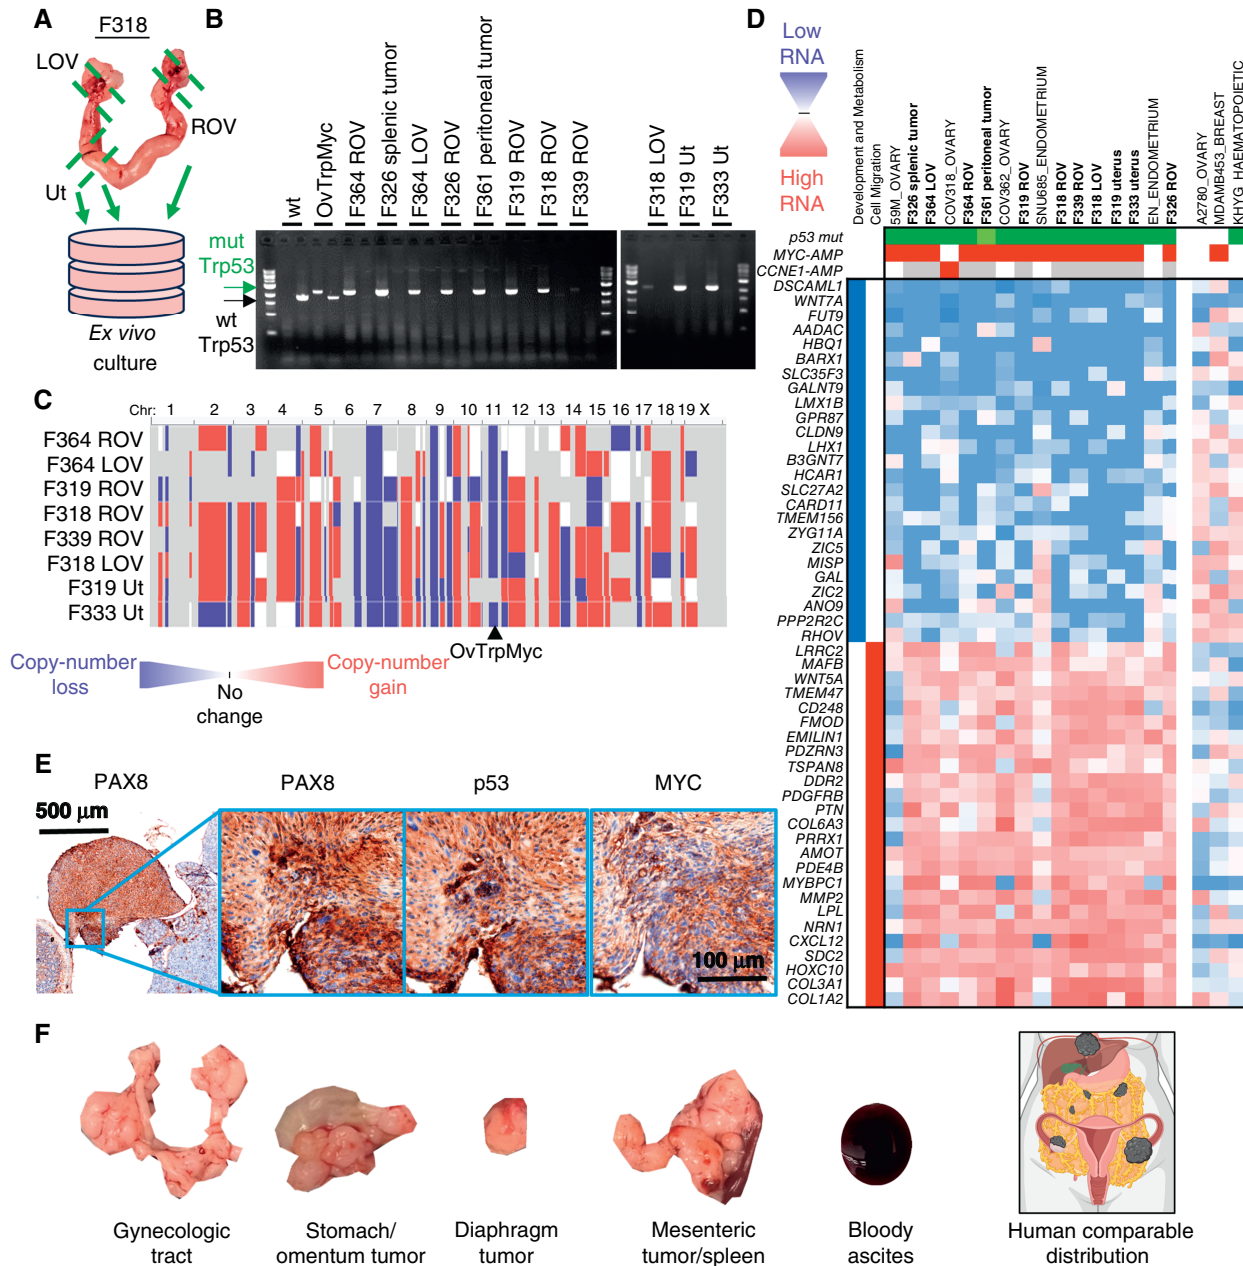 A
F318
LOV
ROV
Ut
Ex vivo
culture
B
wt
OvTrpMyc
F364 ROV
F326 splenic tumor
F364 LOV
F326 ROV
F361 peritoneal tumor
F319 ROV
F318 ROV
F339 ROV
F318 LOV
F319 Ut
F333 Ut
mut
Trp53
wt
Trp53
C
Chr: 1 2 3 4 5 6 7 8 9 10 11 12 13 14 15 16 17 18 19 X
F364 ROV
F364 LOV
F319 ROV
F318 ROV
F339 ROV
F318 LOV
F319 Ut
F333 Ut
OvTrpMyc
Copy-number
loss
No
change
Copy-number
gain
D
Low
RNA
High
RNA
Development and Metabolism
Cell Migration
59M_OVARY
F326 splenic tumor
F364 LOV
COV318_OVARY
F364 ROV
F361 peritoneal tumor
COV362_OVARY
F319 ROV
SNU685_ENDOMETRIUM
F318 ROV
F339 ROV
F318 LOV
F319 uterus
F333 uterus
EN_ENDOMETRIUM
F326 ROV
A2780_OVARY
MDAMB453_BREAST
KHYG_HAEMATOPOIETIC
p53 mut
MYC-AMP
CCNE1-AMP
DSCAML1
WNT7A
FUT9
AADAC
HBQ1
BARX1
SLC35F3
GALNT9
LMX1B
GPR87
CLDN9
LHX1
B3GNT7
HCAR1
SLC27A2
CARD11
TMEM156
ZYG11A
ZIC5
MISP
GAL
ZIC2
ANO9
PPP2R2C
RHOV
LRRC2
MAFB
WNT5A
TMEM47
CD248
FMOD
EMILIN1
PDZRN3
TSPAN8
DDR2
PDGFRB
PTN
COL6A3
PRRX1
AMOT
PDE4B
MYBPC1
MMP2
LPL
NRN1
CXCL12
SDC2
HOXC10
COL3A1
COL1A2
E
PAX8
500 µm
PAX8
p53
MYC
100 µm
F
Gynecologic
tract
Stomach/
omentum tumor
Diaphragm
tumor
Mesenteric
tumor/spleen
Bloody
ascites
Human comparable
distribution